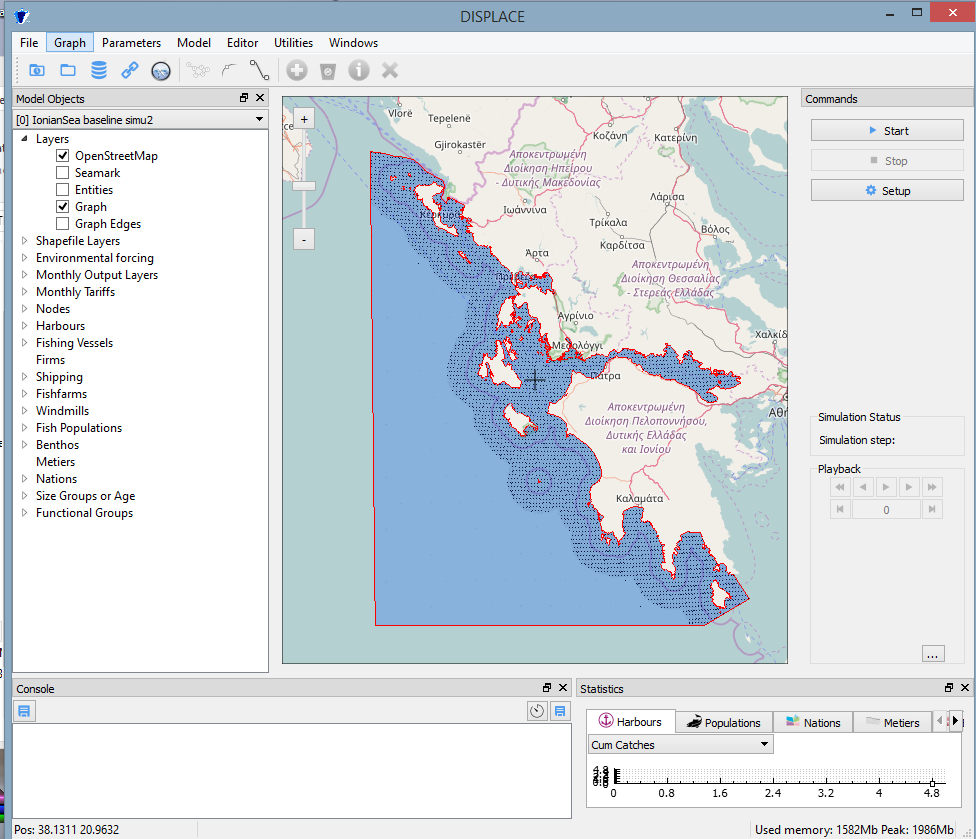 DISPLACE
File Graph Parameters Model Editor Utilities Windows
Model Objects
[0] IonianSea baseline simu2
Layers
OpenStreetMap
Seamark
Entities
Graph
Graph Edges
Shapefile Layers
Environmental forcing
Monthly Output Layers
Monthly Tariffs
Nodes
Harbours
Fishing Vessels
Firms
Shipping
Fishfarms
Windmills
Fish Populations
Benthos
Metiers
Nations
Size Groups or Age
Functional Groups
+
-
Vlorë
Tepelenë
Gjirokastër
Κοζάνη
Κατερίνη
Αποκεντρωμένη
Διοίκηση Ηπείρου
- Δυτικής Μακεδονίας
Κέρκυρα
Ιωάννινα
Λάρισα
Τρίκαλα
Καρδίτσα
Βόλος
Άρτα
Αποκεντρωμένη
Διοίκηση Θεσσαλίας
- Στερεάς Ελλάδας
Αγρίνιο
Μεσολόγγι
Χαλκίδ
Πάτρα
Αποκεντρωμένη
Διοίκηση Πελοποννήσου,
Δυτικής Ελλάδας
και Ιονίου
Αθή
Καλαμάτα
Commands
Start
Stop
Setup
Simulation Status
Simulation step:
Playback
0
...
Console
Statistics
Harbours Populations Nations Metiers
Cum Catches
4.8
0 0.8 1.6 2.4 3.2 4 4.8
Pos: 38.1311 20.9632
Used memory: 1582Mb Peak: 1986Mb